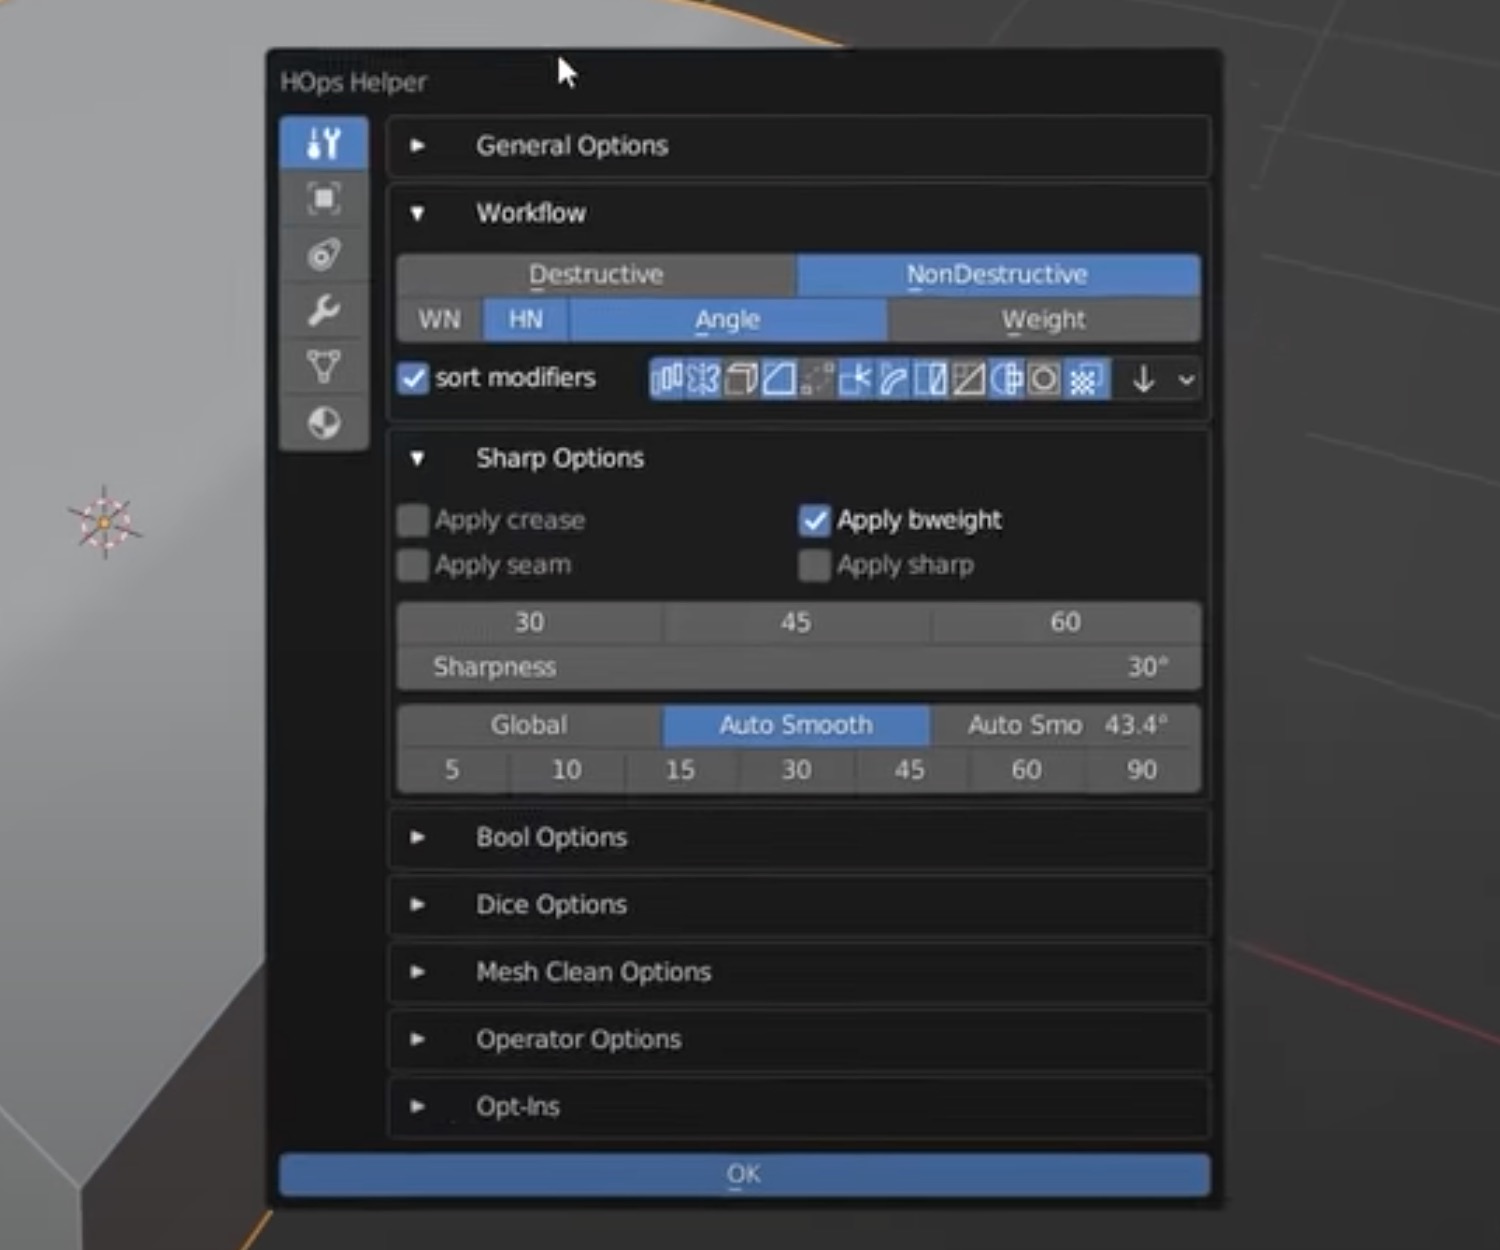 HOps Helper
General Options
Workflow
Destructive NonDestructive
WN HN Angle Weight
sort modifiers
Sharp Options
Apply crease Apply bweight
Apply seam Apply sharp
30 45 60
Sharpness 30°
Global Auto Smooth Auto Smo 43.4°
5 10 15 30 45 60 90
Bool Options
Dice Options
Mesh Clean Options
Operator Options
Opt-Ins
OK